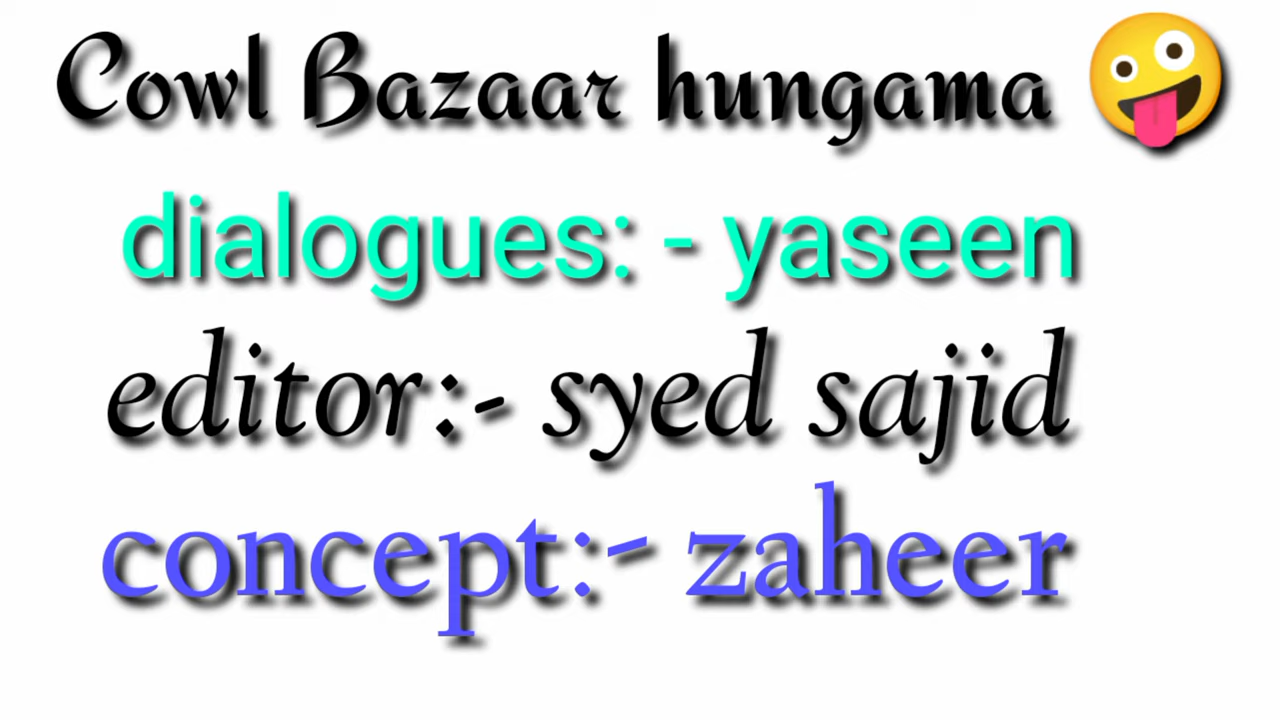 Cowl Bazaar hungama 🤪
dialogues: - yaseen
editor:- syed sajid
concept:- zaheer